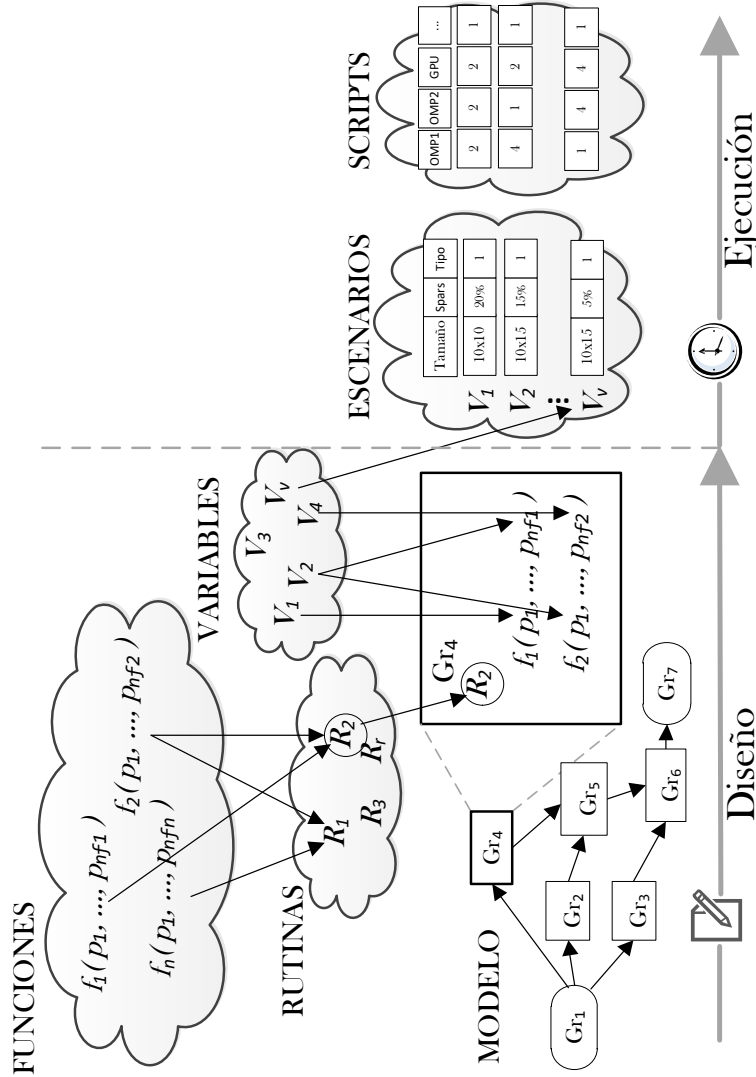 FUNCIONES
f1(p1, ..., pnf1)
f2(p1, ..., pnf2)
fn(p1, ..., pnfn)
RUTINAS
R1
R2
R3
Rr
VARIABLES
V1
V2
V3
V4
Vv
MODELO
Gr1
Gr2
Gr3
Gr4
Gr5
Gr6
Gr7
Gr4
R2
f1(p1, ..., pnf1)
f2(p1, ..., pnf2)
ESCENARIOS
Tamaño Spars Tipo
V1 10x10 20% 1
V2 10x15 15% 1
...
Vv 10x15 5% 1
SCRIPTS
OMP1 OMP2 GPU ...
2 2 2 1
4 1 2 1
1 4 4 1
Diseño
Ejecución